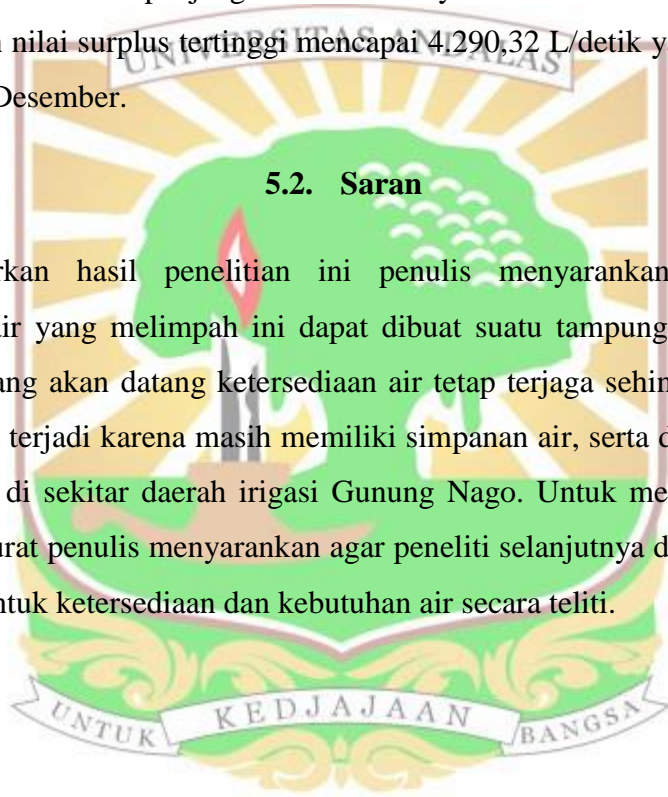 n nilai surplus tertinggi mencapai 4.290,32 L/detik y
UNIVERSITAS ANDALAS
Desember.
5.2. Saran
rkan hasil penelitian ini penulis menyarankan
ir yang melimpah ini dapat dibuat suatu tampung
ang akan datang ketersediaan air tetap terjaga sehin
terjadi karena masih memiliki simpanan air, serta d
di sekitar daerah irigasi Gunung Nago. Untuk me
urat penulis menyarankan agar peneliti selanjutnya d
ntuk ketersediaan dan kebutuhan air secara teliti.
UNTUK KEDJAJAAN BANGSA